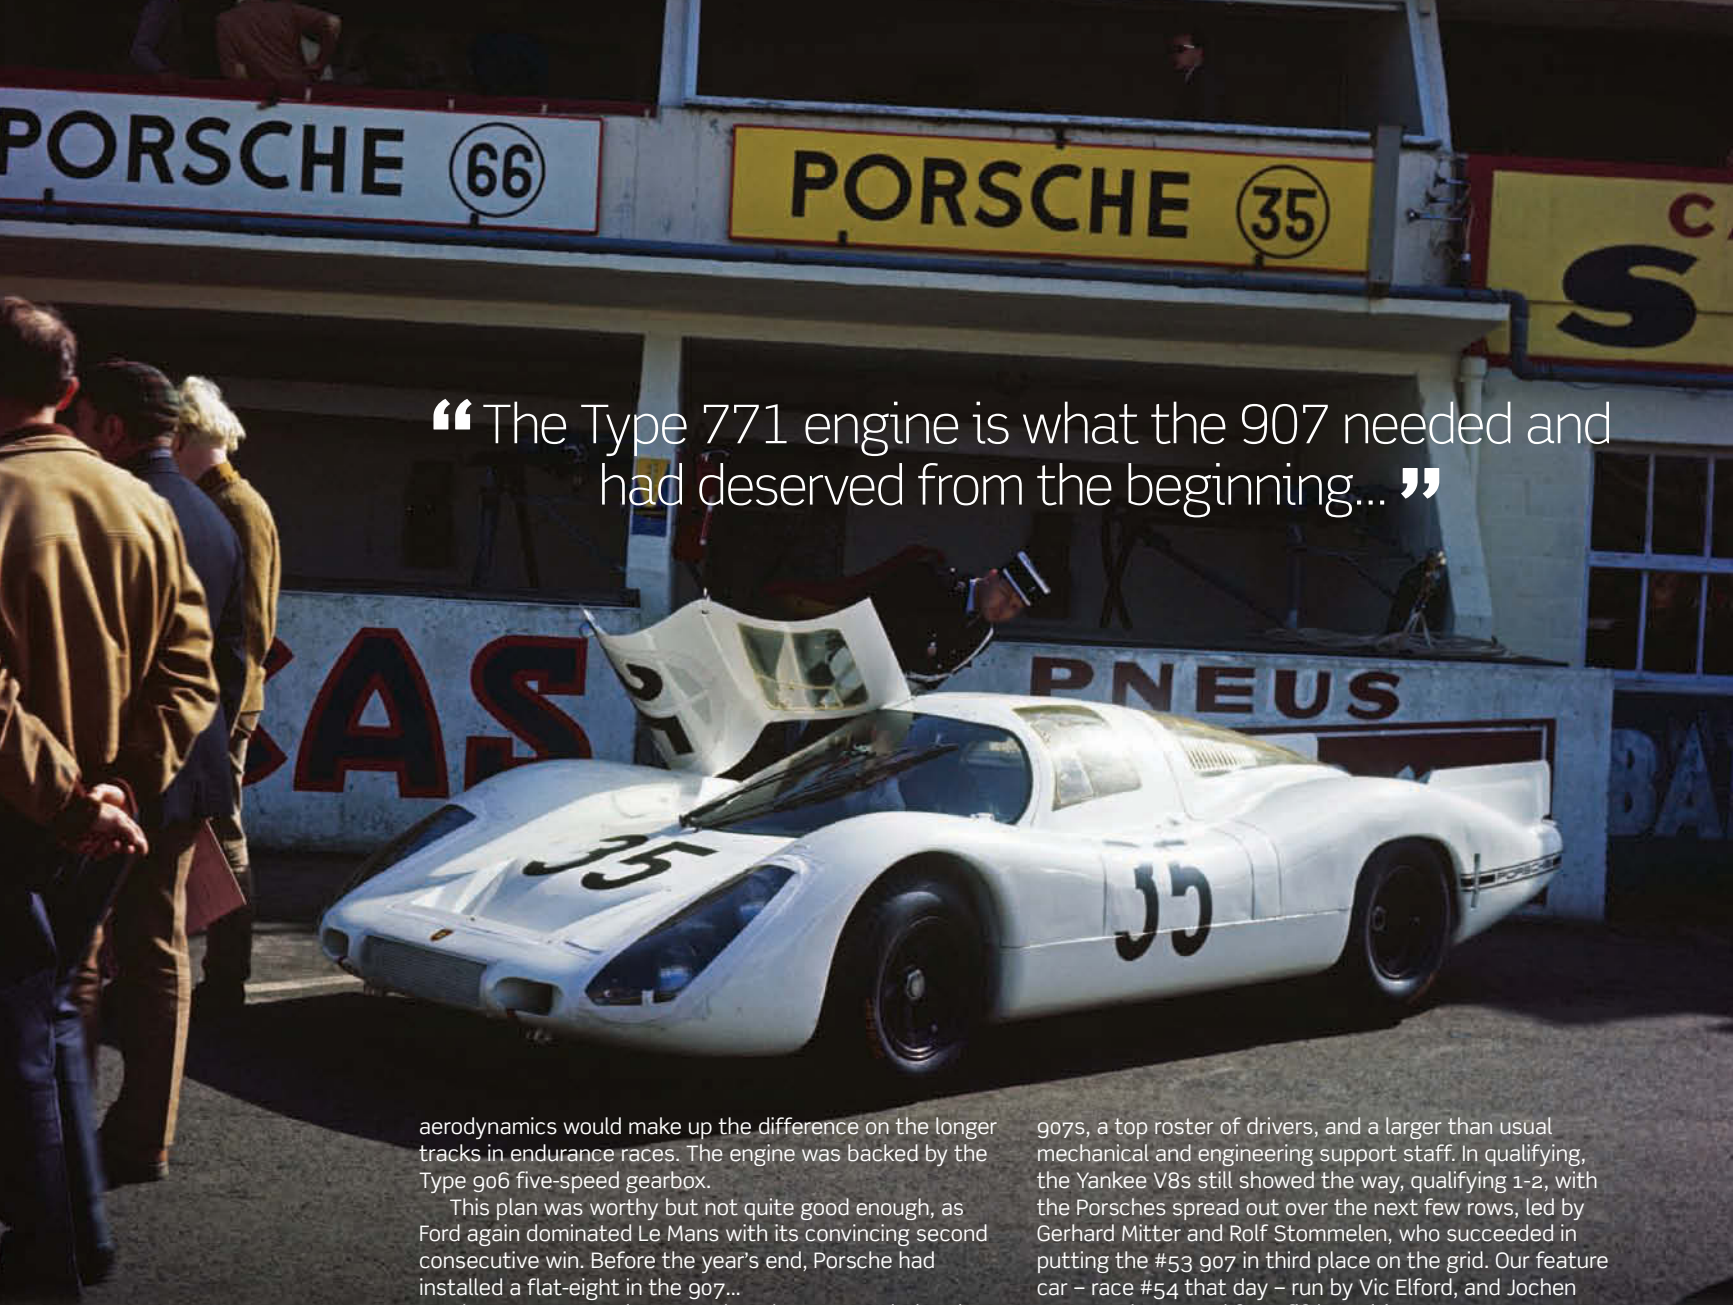 PORSCHE 66
PORSCHE 35
CA
S
“The Type 771 engine is what the 907 needed and
had deserved from the beginning...”
CAS
PNEUS
BA
35
35
aerodynamics would make up the difference on the longer
tracks in endurance races. The engine was backed by the
Type 906 five-speed gearbox.
This plan was worthy but not quite good enough, as
Ford again dominated Le Mans with its convincing second
consecutive win. Before the year’s end, Porsche had
installed a flat-eight in the 907...
907s, a top roster of drivers, and a larger than usual
mechanical and engineering support staff. In qualifying,
the Yankee V8s still showed the way, qualifying 1-2, with
the Porsches spread out over the next few rows, led by
Gerhard Mitter and Rolf Stommelen, who succeeded in
putting the #53 907 in third place on the grid. Our feature
car – race #54 that day – run by Vic Elford, and Jochen